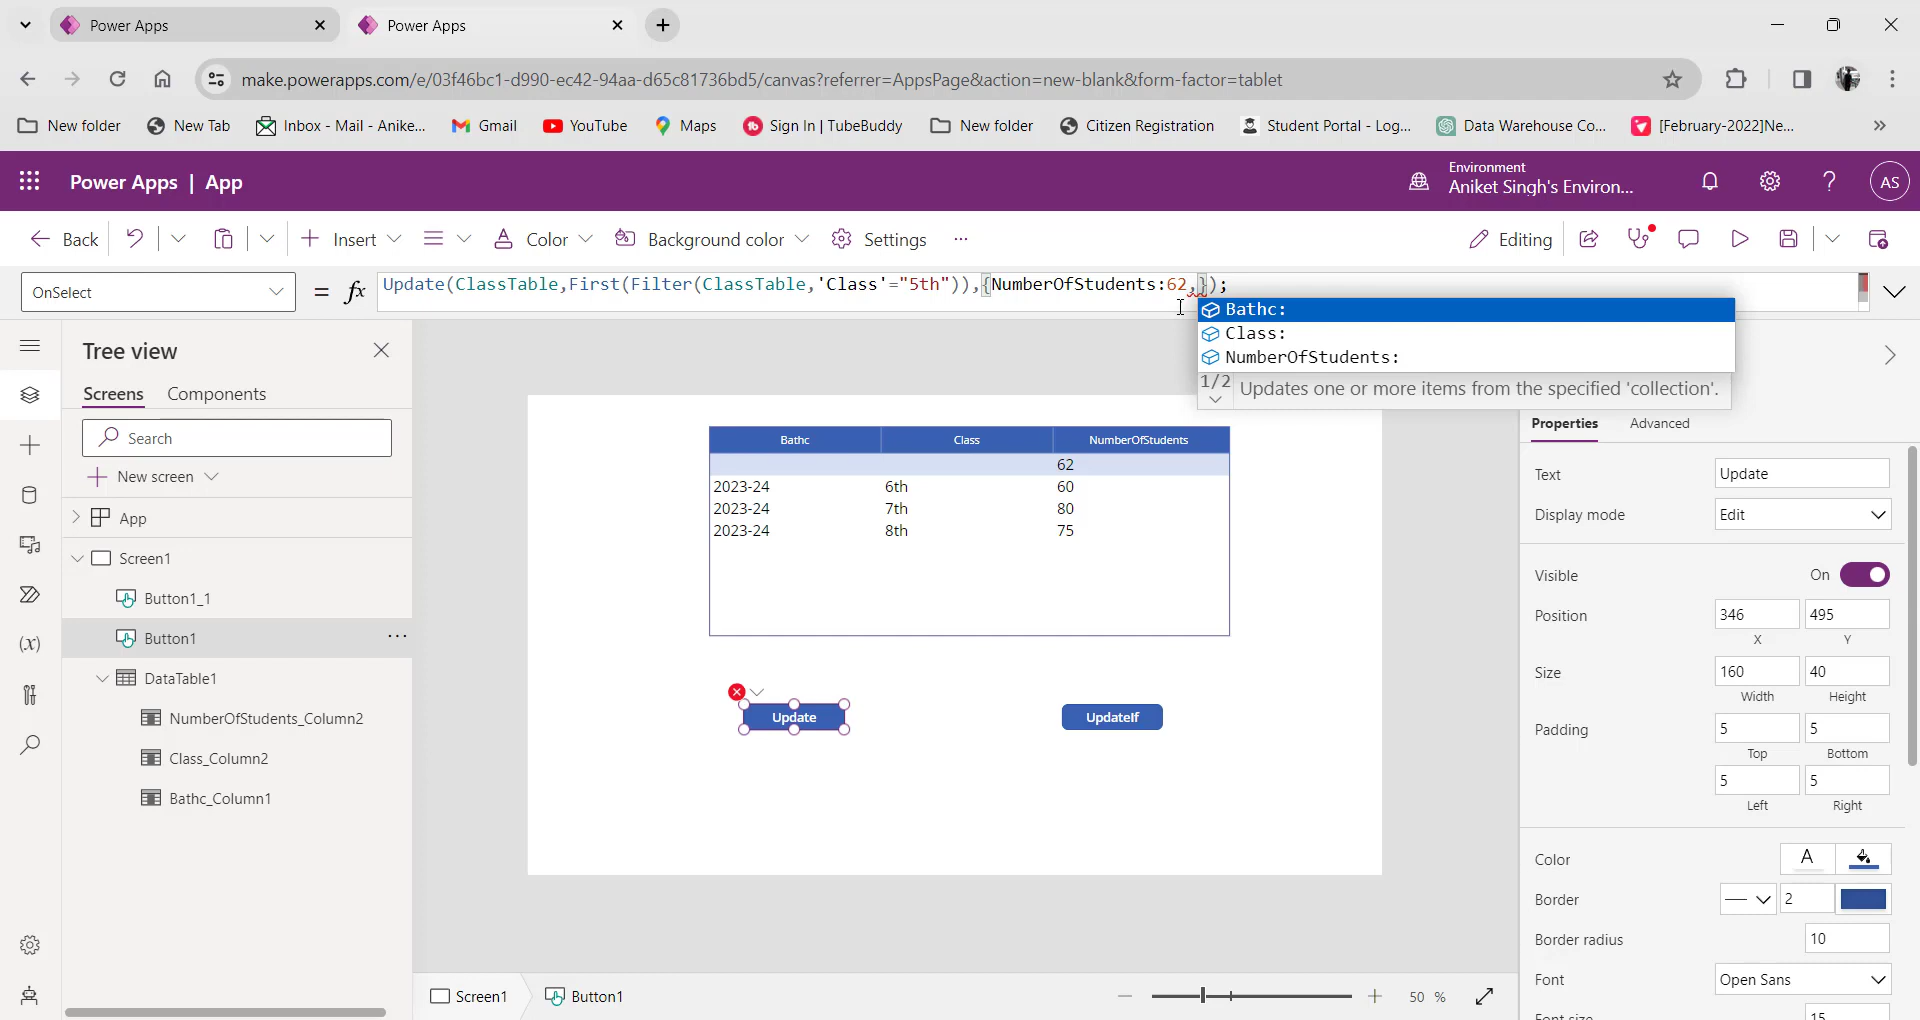 Power Apps
Power Apps
make.powerapps.com/e/03f46bc1-d990-ec42-94aa-d65c81736bd5/canvas?referrer=AppsPage&action=new-blank&form-factor=tablet
New folder New Tab Inbox - Mail - Anike... Gmail YouTube Maps Sign In | TubeBuddy New folder Citizen Registration Student Portal - Log... Data Warehouse Co... [February-2022]Ne...
Power Apps | App
Environment
Aniket Singh's Environ...
AS
Back Insert Color Background color Settings ... Editing
OnSelect = fx Update(ClassTable,First(Filter(ClassTable,'Class'="5th")),{NumberOfStudents:62,});
Bathc:
Class:
NumberOfStudents:
1/2 Updates one or more items from the specified 'collection'.
Tree view
Screens Components
Search
New screen
App
Screen1
Button1_1
Button1 ...
DataTable1
NumberOfStudents_Column2
Class_Column2
Bathc_Column1
Bathc Class NumberOfStudents
62
2023-24 6th 60
2023-24 7th 80
2023-24 8th 75
Update UpdateIf
Properties Advanced
Text Update
Display mode Edit
Visible On
Position 346 495
X Y
Size 160 40
Width Height
Padding 5 5
Top Bottom
5 5
Left Right
Color A
Border 2
Border radius 10
Font Open Sans
Font size 15
Screen1 Button1 50 %